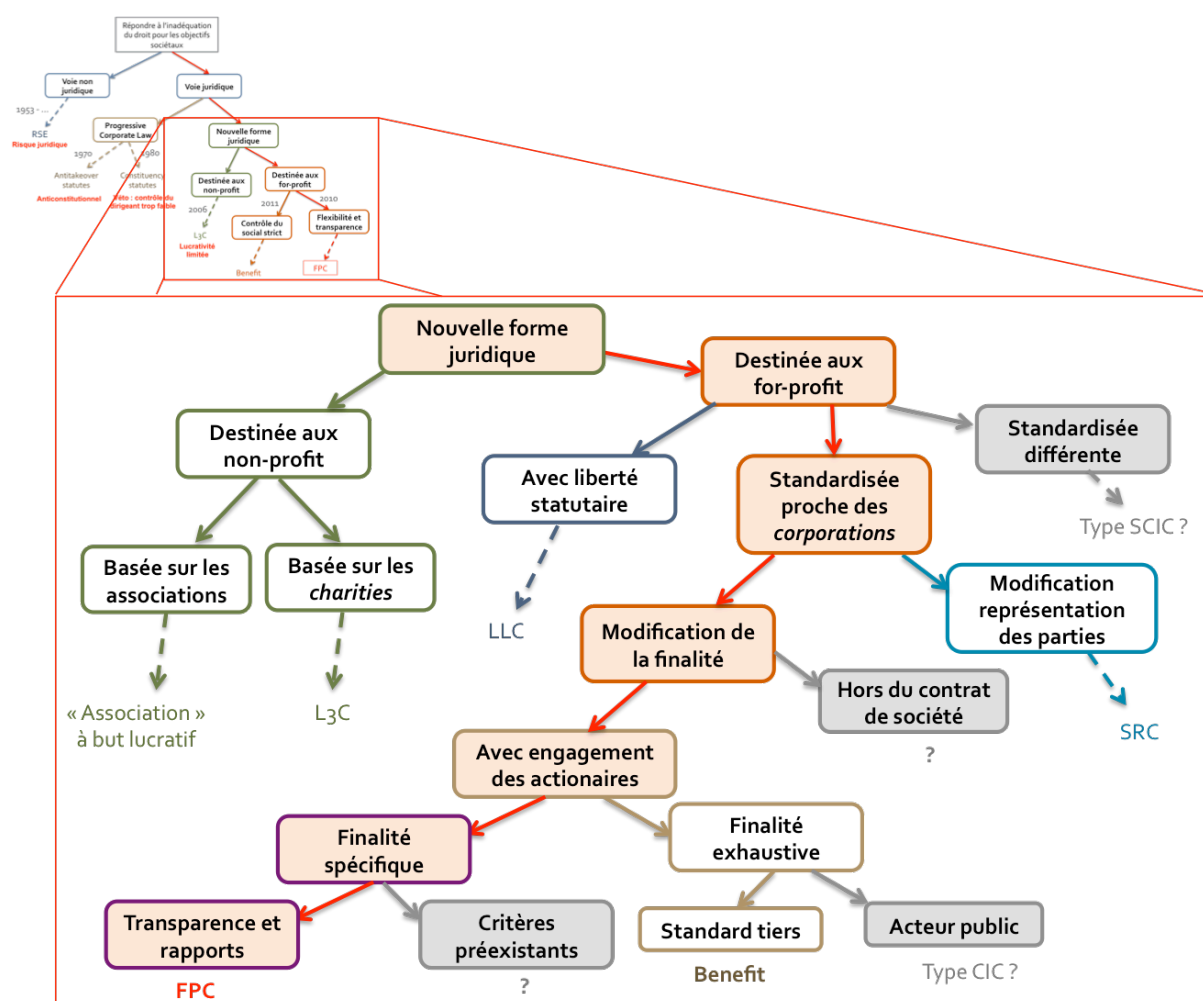 Répondre à l'inadéquation
du droit pour les objectifs
sociétaux
Voie non
juridique
Voie juridique
1953 - ...
RSE
Risque juridique
Progressive
Corporate Law
1970
1980
Antitakeover
statutes
Constituency
statutes
Anticonstitutionnel
dirigeant trop faible
Nouvelle forme
juridique
Destinée aux
non-profit
Destinée aux
for-profit
2006
2011
2010
L3C
Lucrativité
limitée
Contrôle du
social strict
Flexibilité et
transparence
Benefit
FPC
Nouvelle forme
juridique
Destinée aux
for-profit
Destinée aux
non-profit
Avec liberté
statutaire
Standardisée
proche des
corporations
Standardisée
différente
Type SCIC ?
Basée sur les
associations
Basée sur les
charities
LLC
Modification
représentation
des parties
Modification de
la finalité
Hors du contrat
de société
?
SRC
« Association »
à but lucratif
L3C
Avec engagement
des actionaires
Finalité
spécifique
Finalité
exhaustive
Transparence et
rapports
Critères
préexistants
Standard tiers
Acteur public
FPC
?
Benefit
Type CIC ?